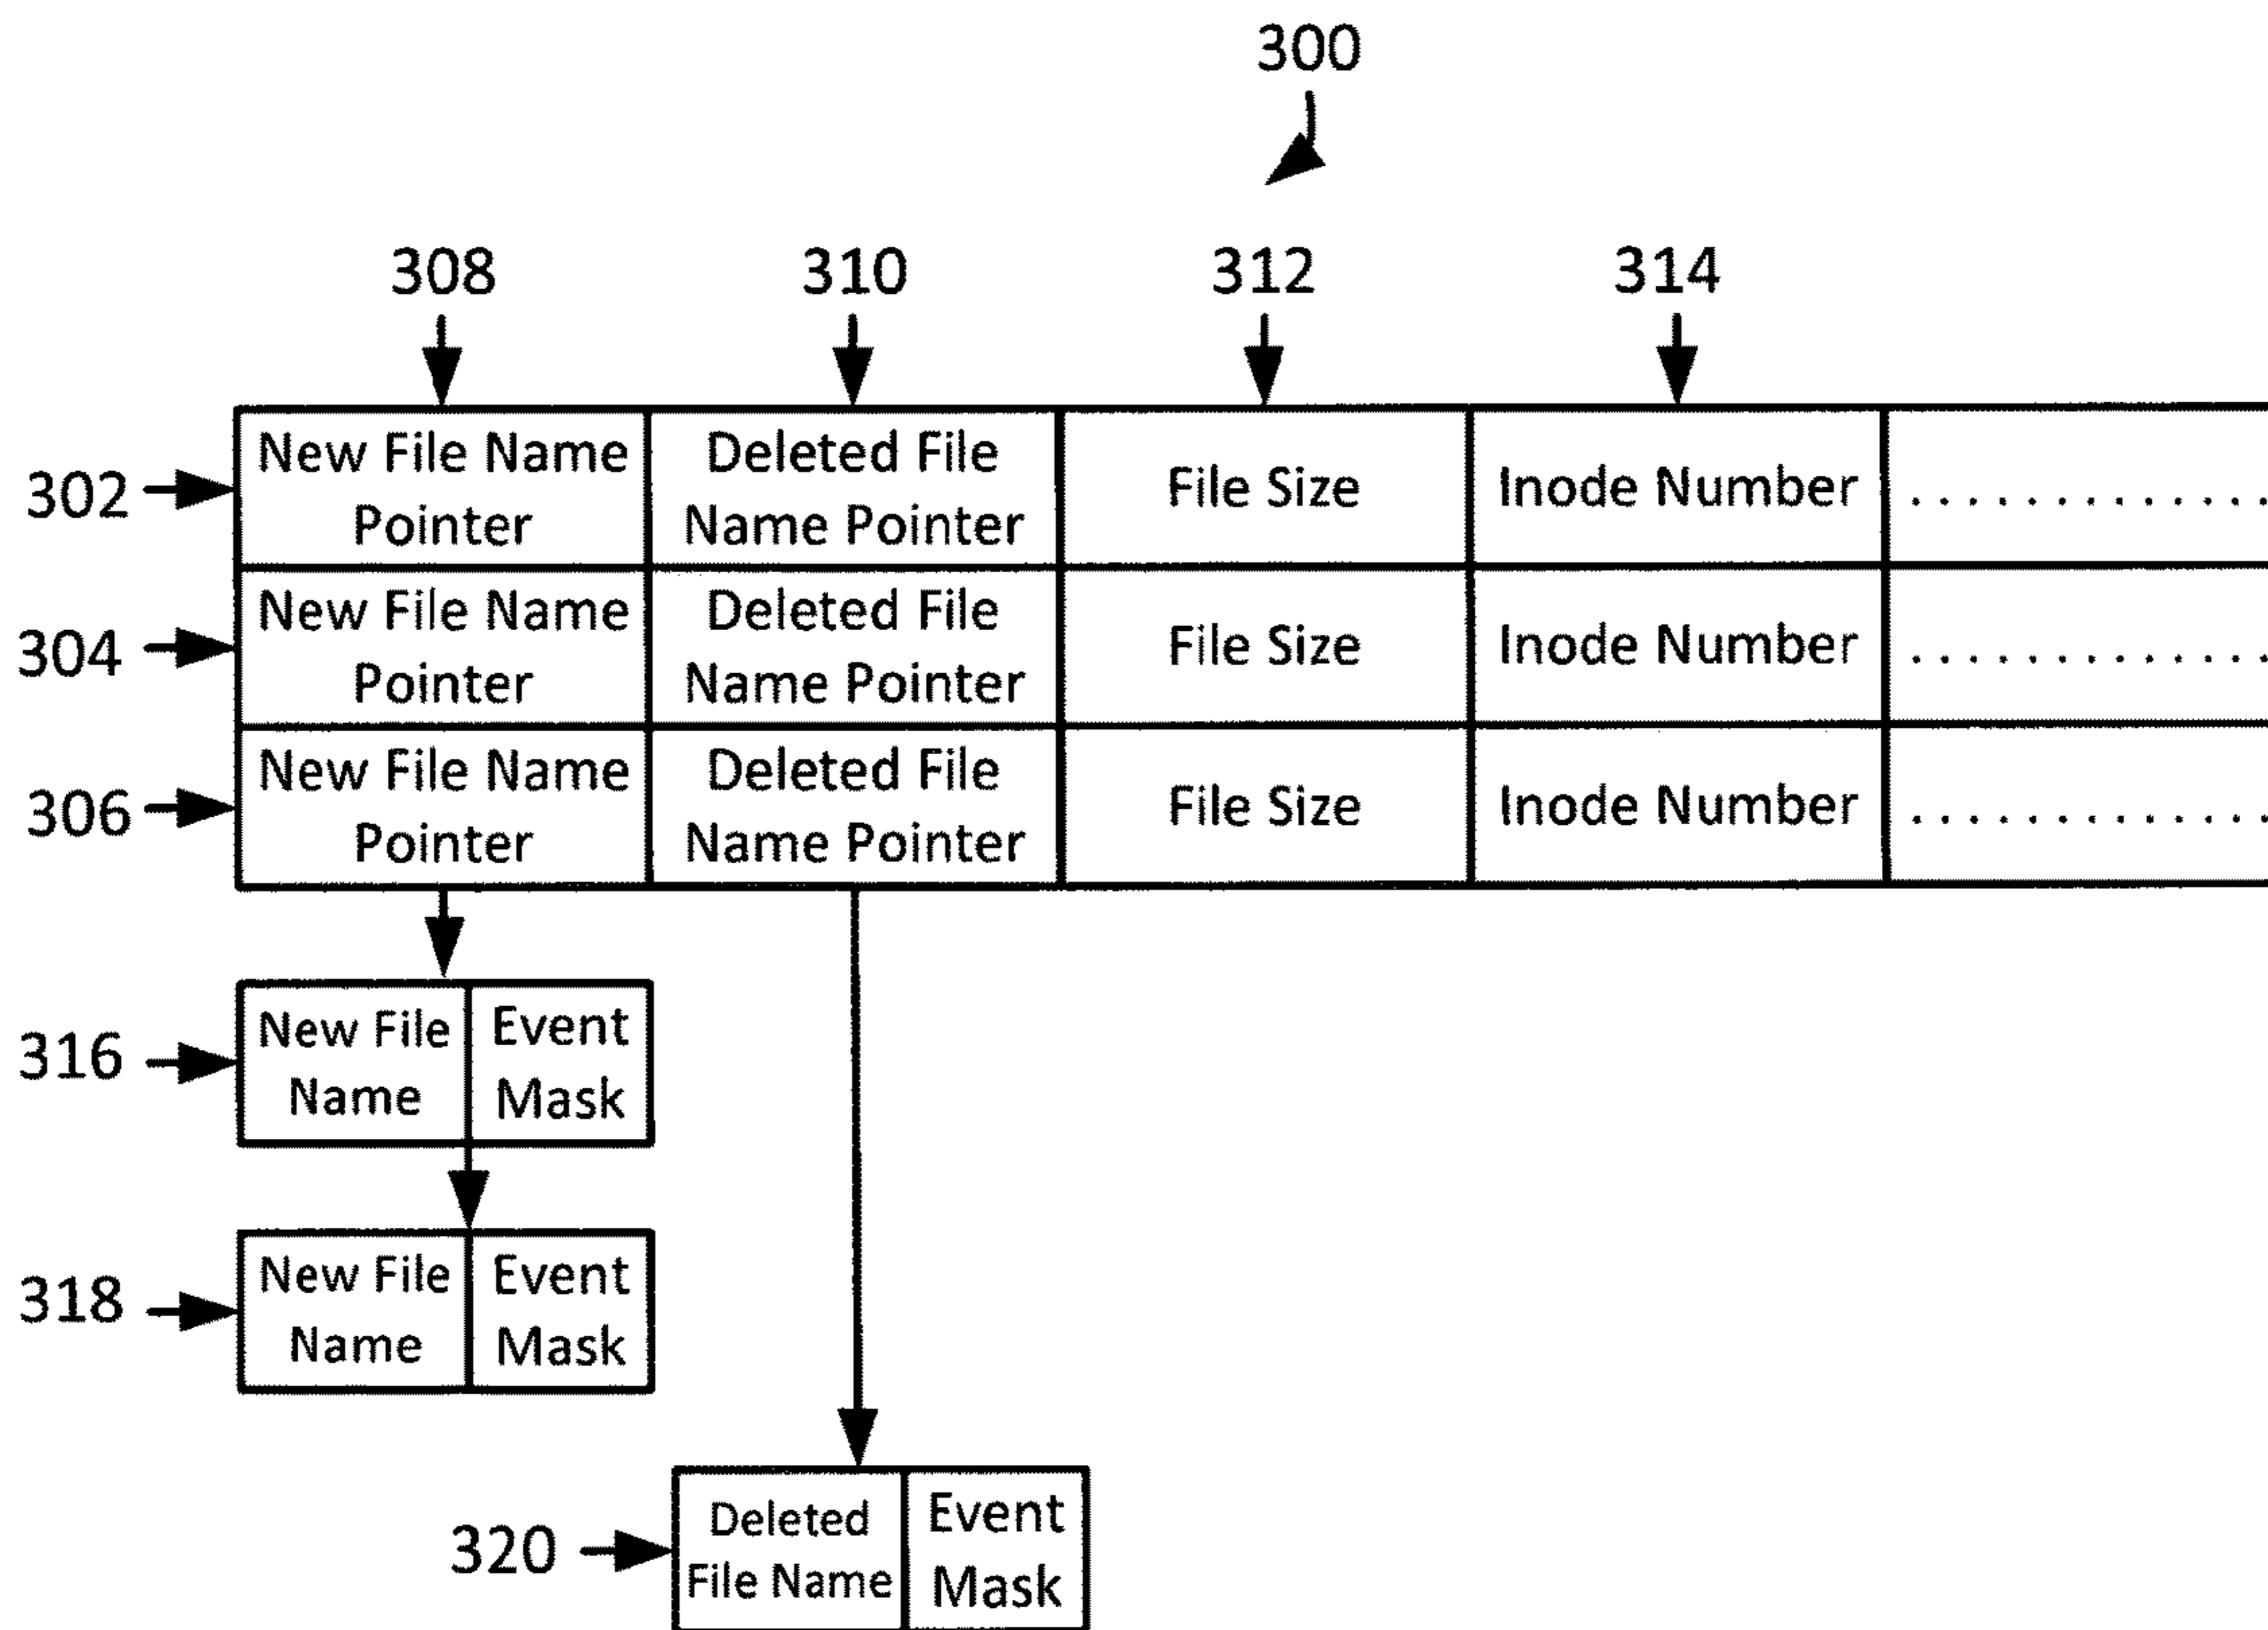 300
308 310 312 314
New File Name Deleted File
302 File Size Inode Number . . . . . . . . . . . . .
Pointer Name Pointer
New File Name Deleted File
304 File Size Inode Number . . . . . . . . . . . . .
Pointer Name Pointer
New File Name Deleted File
306 File Size Inode Number . . . . . . . . . . . . .
Pointer Name Pointer
New File Event
316
Name Mask
New File Event
318
Name Mask
Deleted Event
320
File Name Mask